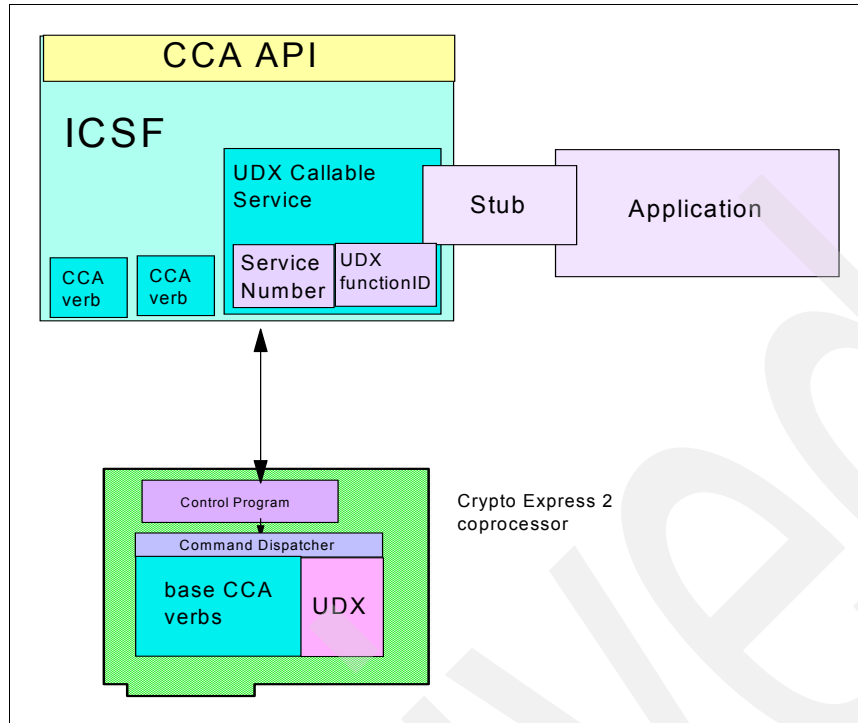 CCA API
ICSF
UDX Callable
Service
Stub
Application
CCA
verb
CCA
verb
Service
Number
UDX
functionID
Control Program
Crypto Express 2
coprocessor
Command Dispatcher
base CCA
verbs
UDX